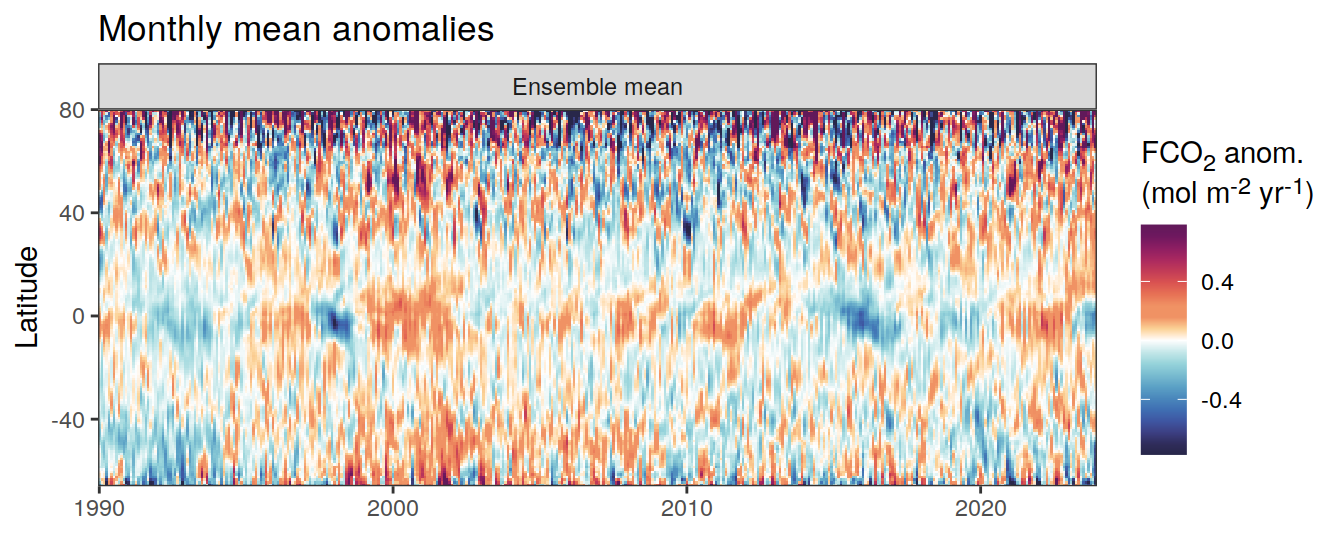 Monthly mean anomalies
Ensemble mean
80
40
0
-40
Latitude
1990 2000 2010 2020
FCO₂ anom.
(mol m⁻² yr⁻¹)
0.4
0.0
-0.4